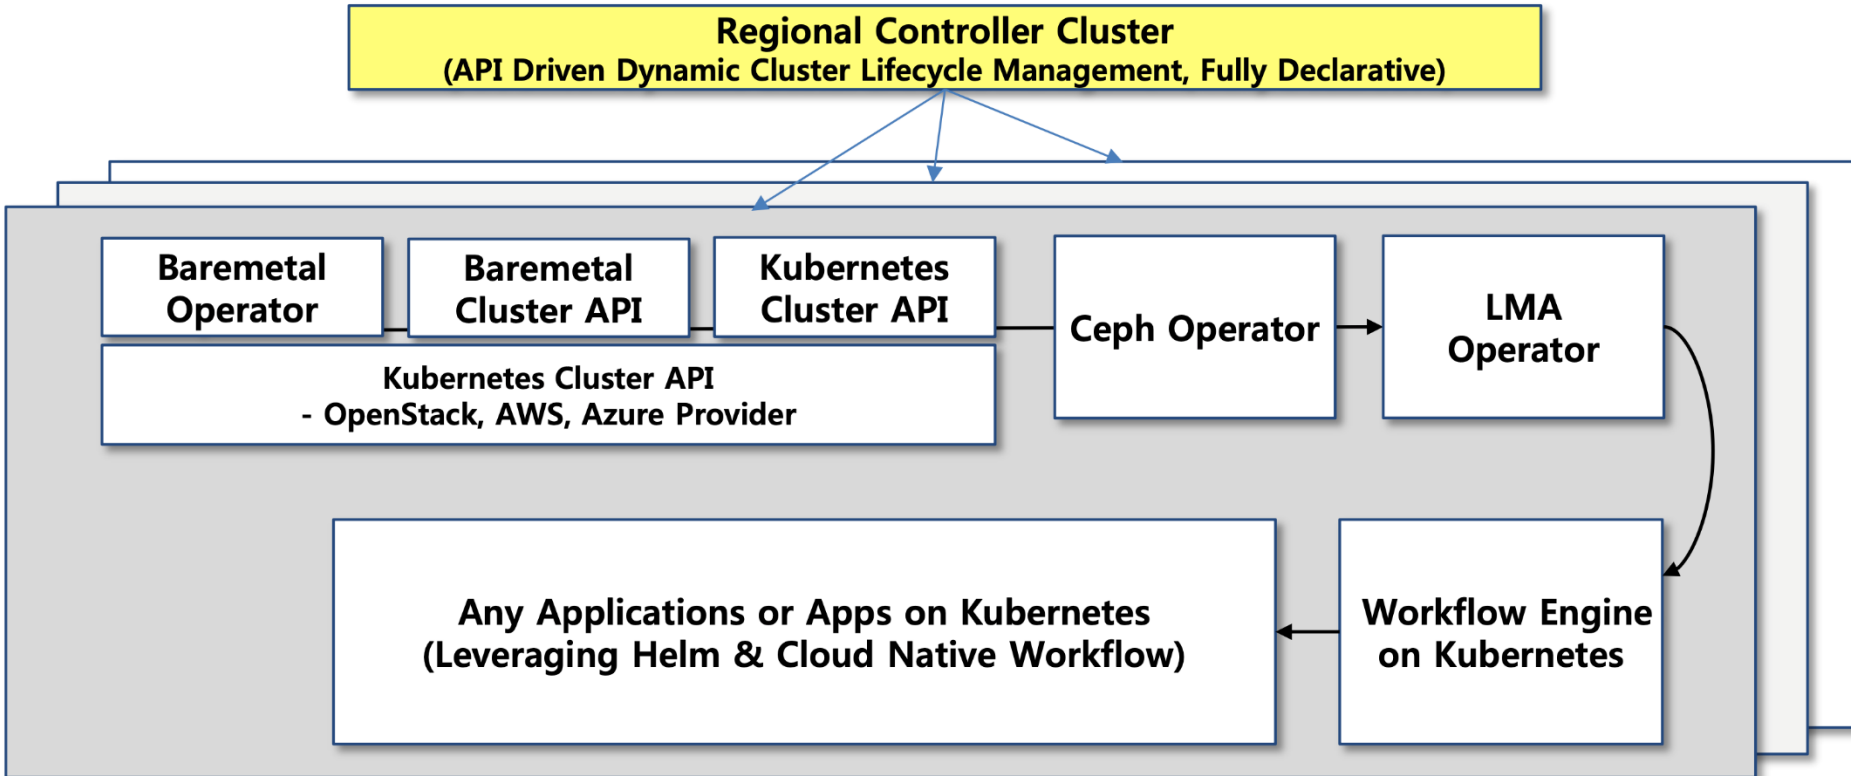 Regional Controller Cluster
(API Driven Dynamic Cluster Lifecycle Management, Fully Declarative)
Baremetal
Operator
Baremetal
Cluster API
Kubernetes
Cluster API
Kubernetes Cluster API
- OpenStack, AWS, Azure Provider
Ceph Operator
LMA
Operator
Any Applications or Apps on Kubernetes
(Leveraging Helm & Cloud Native Workflow)
Workflow Engine
on Kubernetes